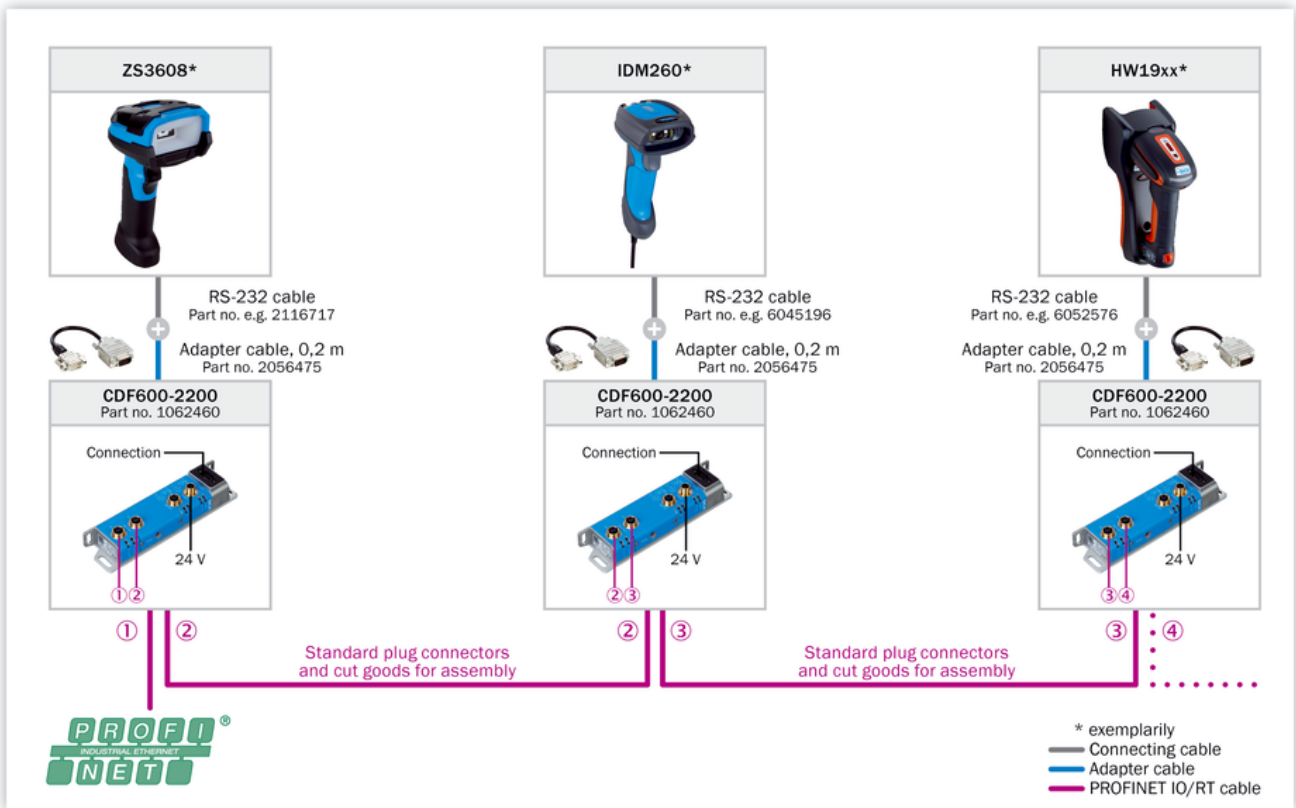 ZS3608*
IDM260*
HW19xx*
RS-232 cable
Part no. e.g. 2116717
Adapter cable, 0,2 m
Part no. 2056475
RS-232 cable
Part no. e.g. 6045196
Adapter cable, 0,2 m
Part no. 2056475
RS-232 cable
Part no. e.g. 6052576
Adapter cable, 0,2 m
Part no. 2056475
CDF600-2200
Part no. 1062460
Connection
24 V
①②
CDF600-2200
Part no. 1062460
Connection
24 V
②③
CDF600-2200
Part no. 1062460
Connection
24 V
③④
① ②
② ③
③ ④
Standard plug connectors
and cut goods for assembly
Standard plug connectors
and cut goods for assembly
PROFI®
INDUSTRIAL ETHERNET
NET
* exemplarily
Connecting cable
Adapter cable
PROFINET IO/RT cable